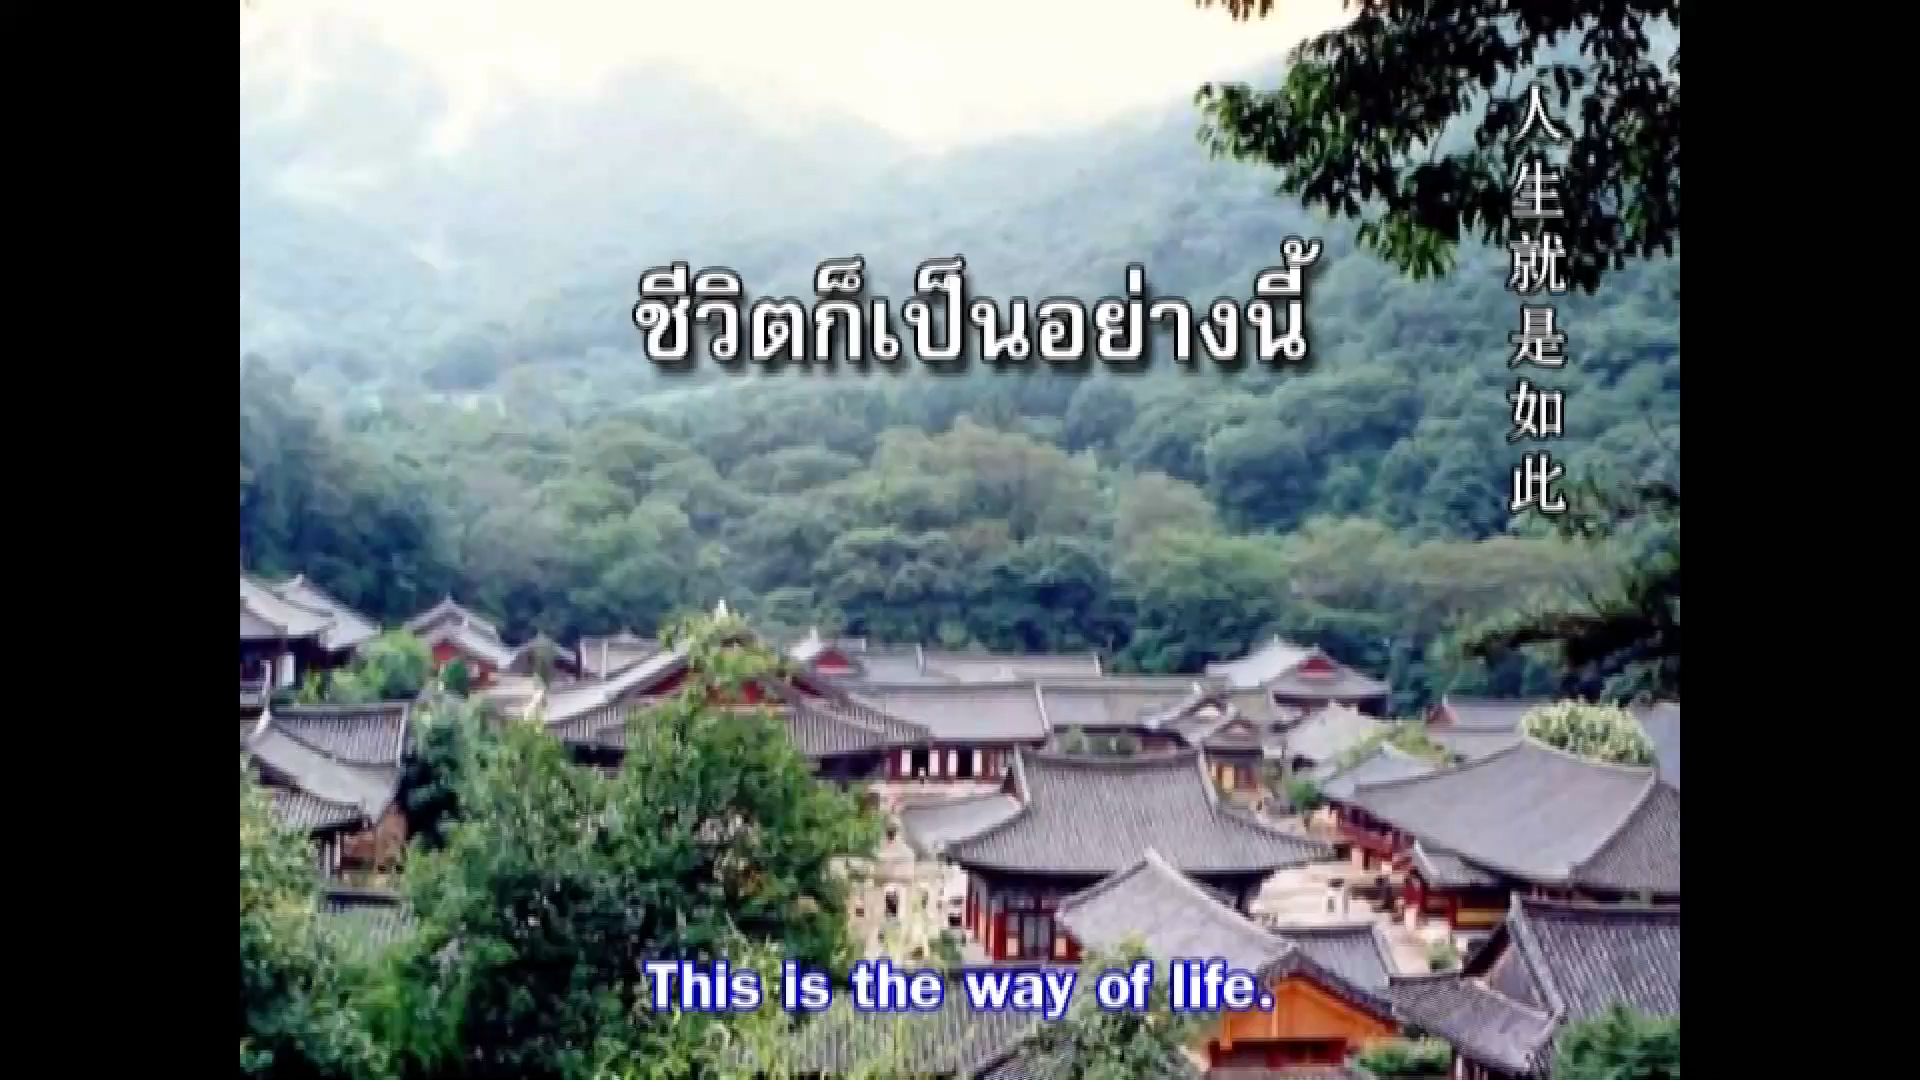 ชีวิตก็เป็นอย่างนี้
人生就是如此
This is the way of life.